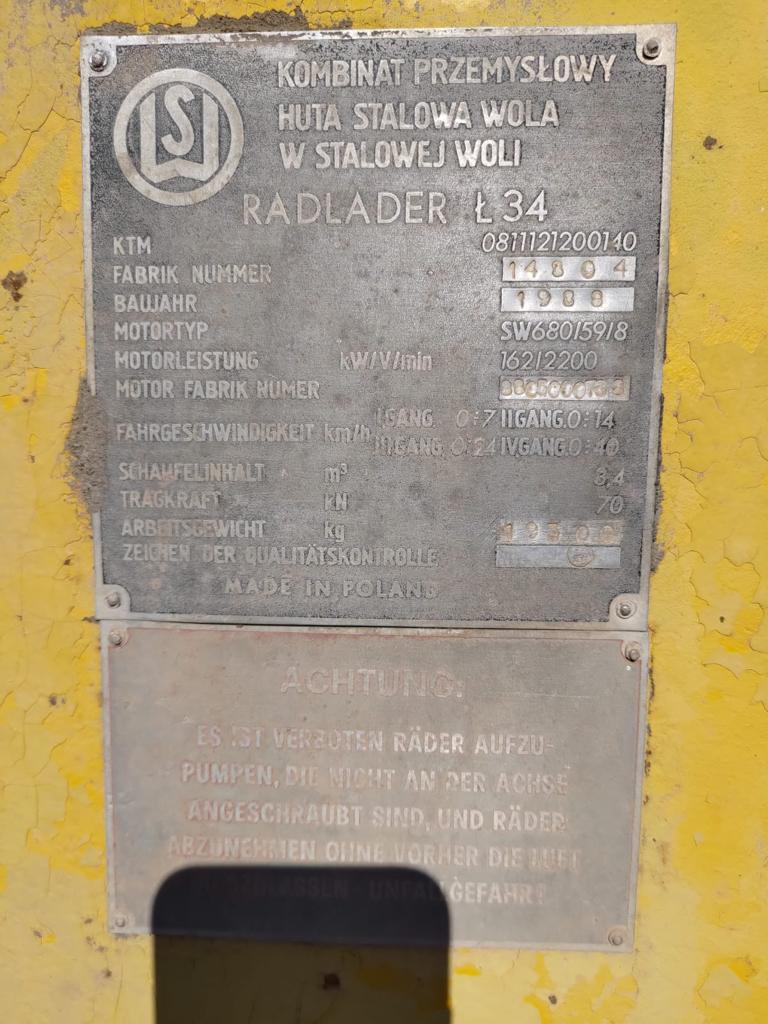 SW
KOMBINAT PRZEMYSŁOWY
HUTA STALOWA WOLA
W STALOWEJ WOLI
RADLADER Ł 34
KTM 0811121200140
FABRIK NUMMER 14804
BAUJAHR 1988
MOTORTYP SW680/59/8
MOTORLEISTUNG kW/V/min 162/2200
MOTOR FABRIK NUMER
FAHRGESCHWINDIGKEIT km/h I GANG 0÷7 II GANG. 0÷14
III GANG 0÷24 IV GANG. 0÷40
SCHAUFELINHALT m³ 3,4
TRAGKRAFT kN 70
ARBEITSGEWICHT kg 19300
ZEICHEN DER QUALITÄTSKONTROLLE
MADE IN POLAND
ACHTUNG:
ES IST VERBOTEN RÄDER AUFZU-
PUMPEN, DIE NICHT AN DER ACHSE
ANGESCHRAUBT SIND, UND RÄDER
ABZUNEHMEN OHNE VORHER DIE LUFT
- UNFALLGEFAHR!